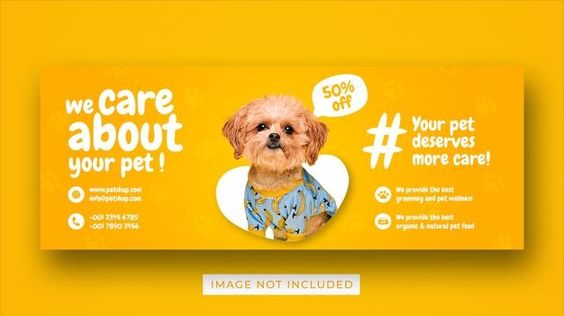 we care
about
your pet !
www.petshop.com
info@petshop.com
+001 2345 6789
+001 7890 3456
50%
off
#
Your pet
deserves
more care!
We provide the best
grooming and pet wellness
We provide the best
organic & natural pet food
IMAGE NOT INCLUDED